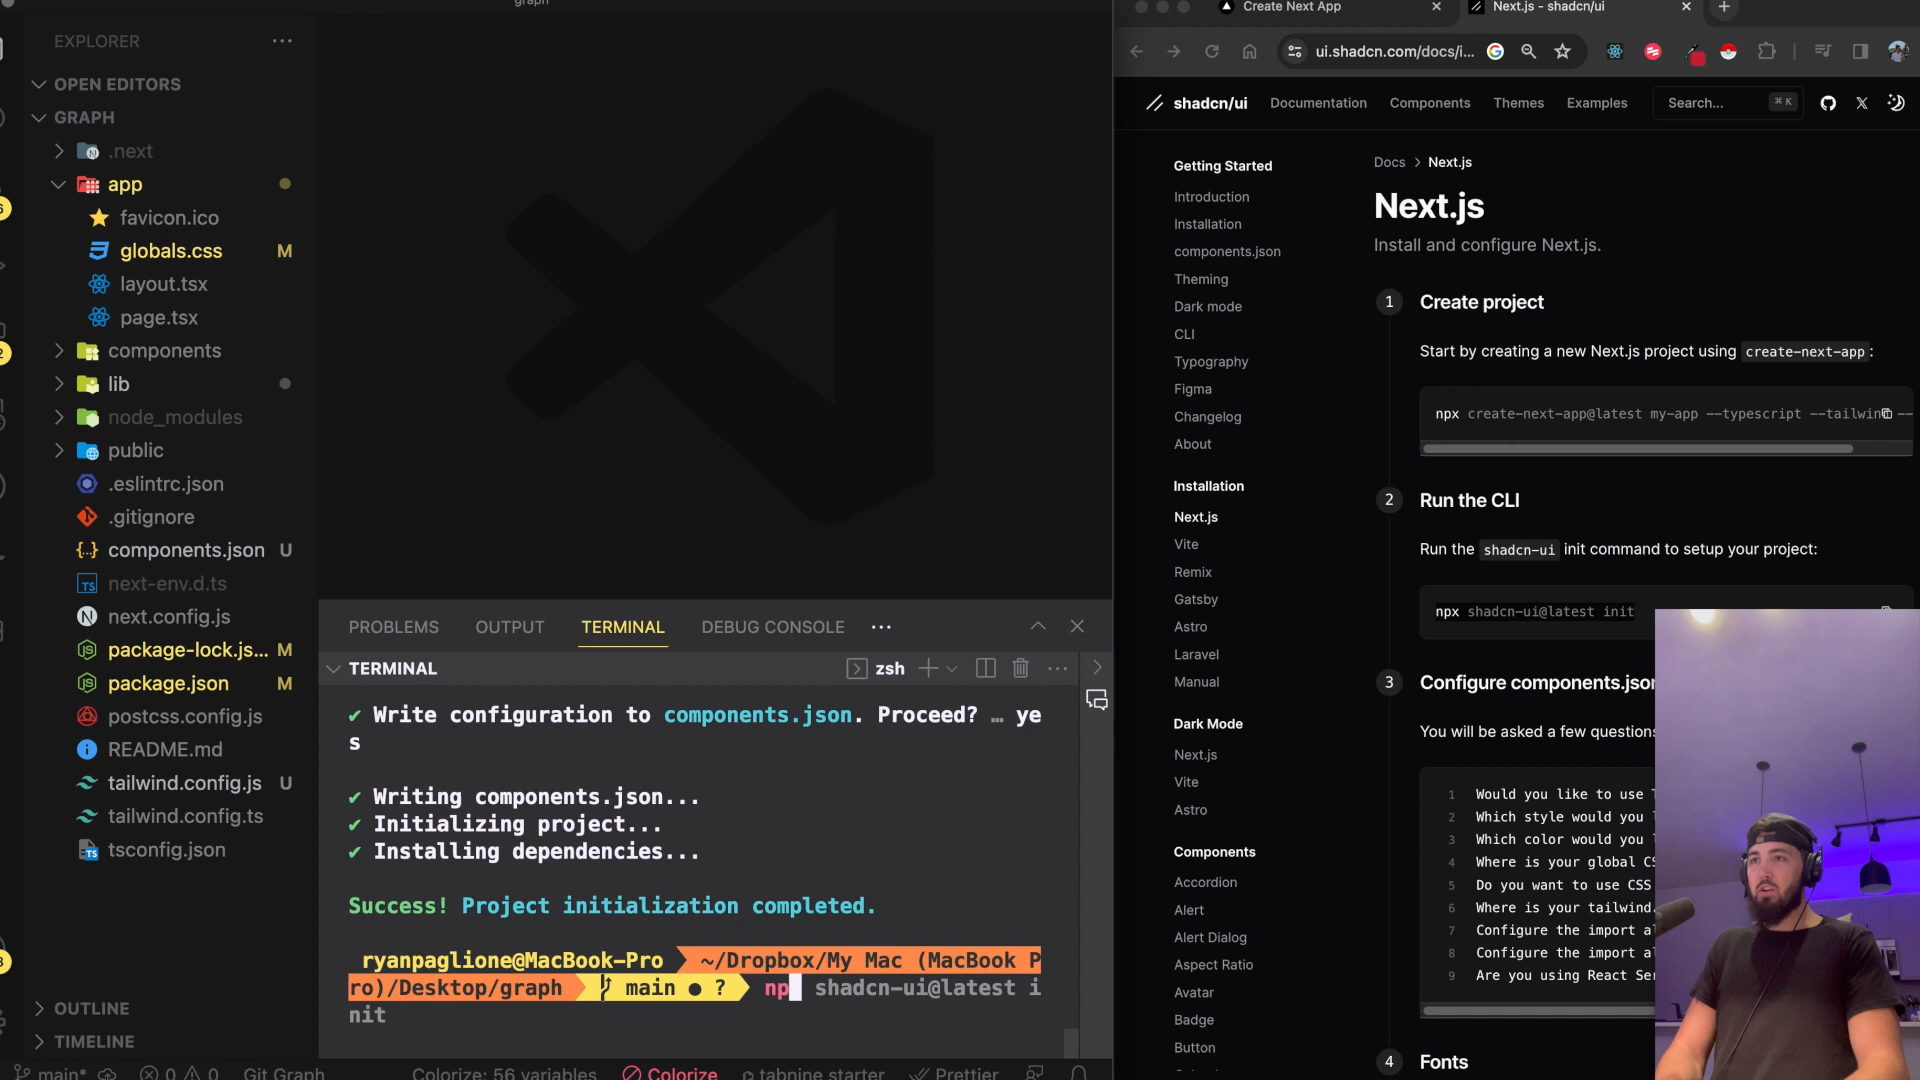 graph
EXPLORER
OPEN EDITORS
GRAPH
.next
app
favicon.ico
globals.css M
layout.tsx
page.tsx
components
lib
node_modules
public
.eslintrc.json
.gitignore
components.json U
next-env.d.ts
next.config.js
package-lock.js... M
package.json M
postcss.config.js
README.md
tailwind.config.js U
tailwind.config.ts
tsconfig.json
OUTLINE
TIMELINE
main* 0 0 Git Graph Colorize: 56 variables Colorize tabnine starter Prettier
PROBLEMS OUTPUT TERMINAL DEBUG CONSOLE
TERMINAL zsh
✔ Write configuration to components.json. Proceed? … ye
s
✔ Writing components.json...
✔ Initializing project...
✔ Installing dependencies...
Success! Project initialization completed.
ryanpaglione@MacBook-Pro ~/Dropbox/My Mac (MacBook P
ro)/Desktop/graph main ● ? np shadcn-ui@latest i
nit
Create Next App
Next.js - shadcn/ui
ui.shadcn.com/docs/i...
shadcn/ui Documentation Components Themes Examples Search... ⌘ K
Getting Started
Introduction
Installation
components.json
Theming
Dark mode
CLI
Typography
Figma
Changelog
About
Installation
Next.js
Vite
Remix
Gatsby
Astro
Laravel
Manual
Dark Mode
Next.js
Vite
Astro
Components
Accordion
Alert
Alert Dialog
Aspect Ratio
Avatar
Badge
Button
Docs > Next.js
Next.js
Install and configure Next.js.
1 Create project
Start by creating a new Next.js project using create-next-app:
npx create-next-app@latest my-app --typescript --tailwin --
2 Run the CLI
Run the shadcn-ui init command to setup your project:
npx shadcn-ui@latest init
3 Configure components.json
You will be asked a few questions
1 Would you like to use
2 Which style would you
3 Which color would you
4 Where is your global CS
5 Do you want to use CSS
6 Where is your tailwind.
7 Configure the import al
8 Configure the import al
9 Are you using React Ser
4 Fonts